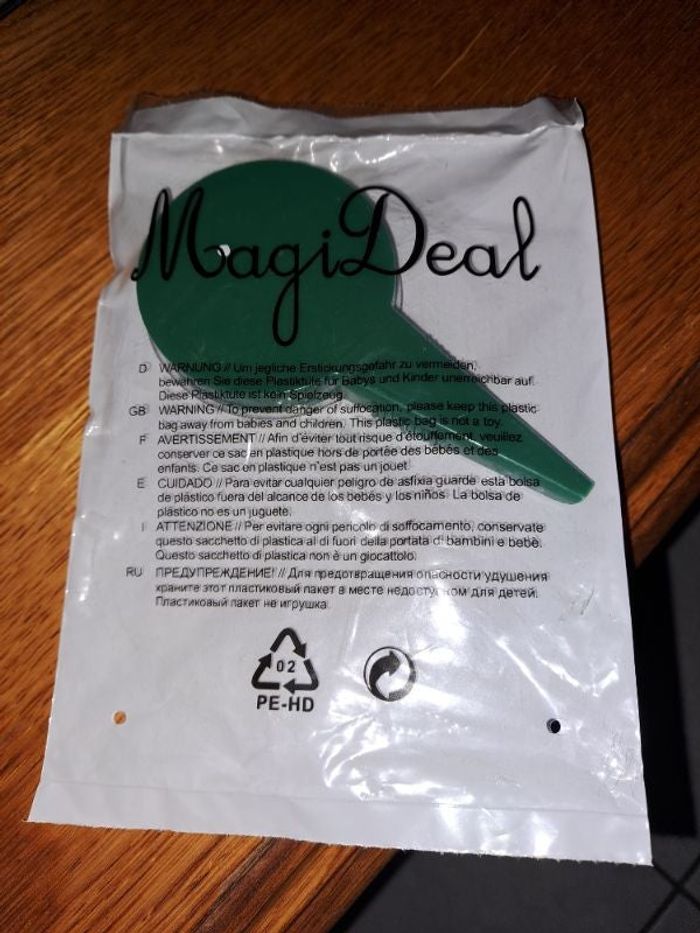 MagiDeal
D WARNUNG // Um jegliche Erstickungsgefahr zu vermeiden,
bewahren Sie diese Plastiktüte für Babys und Kinder unerreichbar auf.
Diese Plastiktüte ist kein Spielzeug.
GB WARNING // To prevent danger of suffocation, please keep this plastic
bag away from babies and children. This plastic bag is not a toy.
F AVERTISSEMENT // Afin d'éviter tout risque d'étouffement, veuillez
conserver ce sac en plastique hors de portée des bébés et des
enfants. Ce sac en plastique n'est pas un jouet.
E CUIDADO // Para evitar cualquier peligro de asfixia guarde esta bolsa
de plástico fuera del alcance de los bebés y los niños. La bolsa de
plástico no es un juguete.
I ATTENZIONE // Per evitare ogni pericolo di soffocamento, conservate
questo sacchetto di plastica al di fuori della portata di bambini e bebè.
Questo sacchetto di plastica non è un giocattolo.
RU ПРЕДУПРЕЖДЕНИЕ! // Для предотвращения опасности удушения
храните этот пластиковый пакет в месте недоступном для детей.
Пластиковый пакет не игрушка.
02
PE-HD